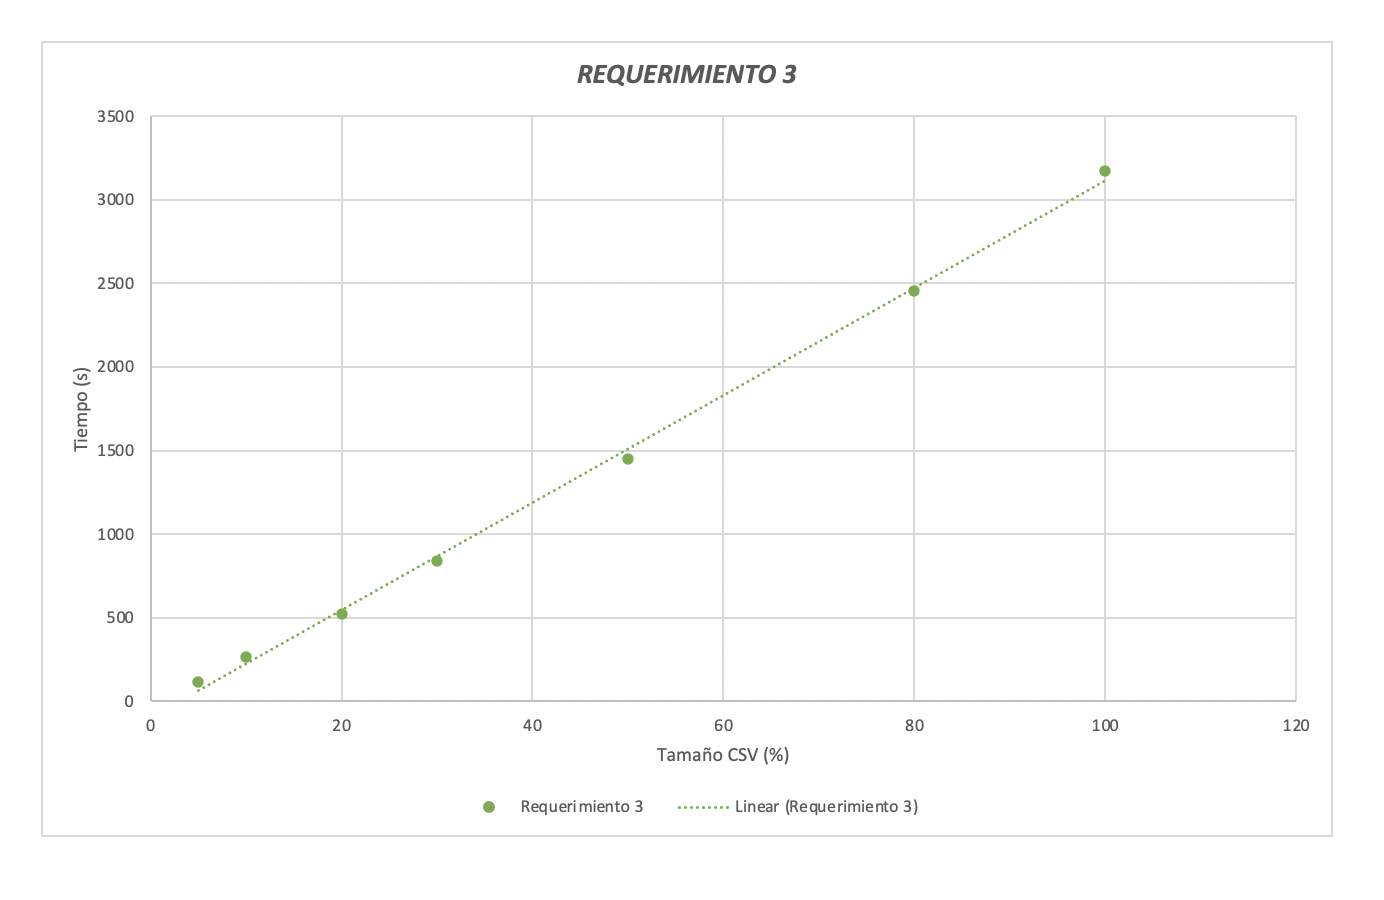 REQUERIMIENTO 3
3500
3000
2500
2000
1500
1000
500
0
Tiempo (s)
0 20 40 60 80 100 120
Tamaño CSV (%)
Requerimiento 3 Linear (Requerimiento 3)